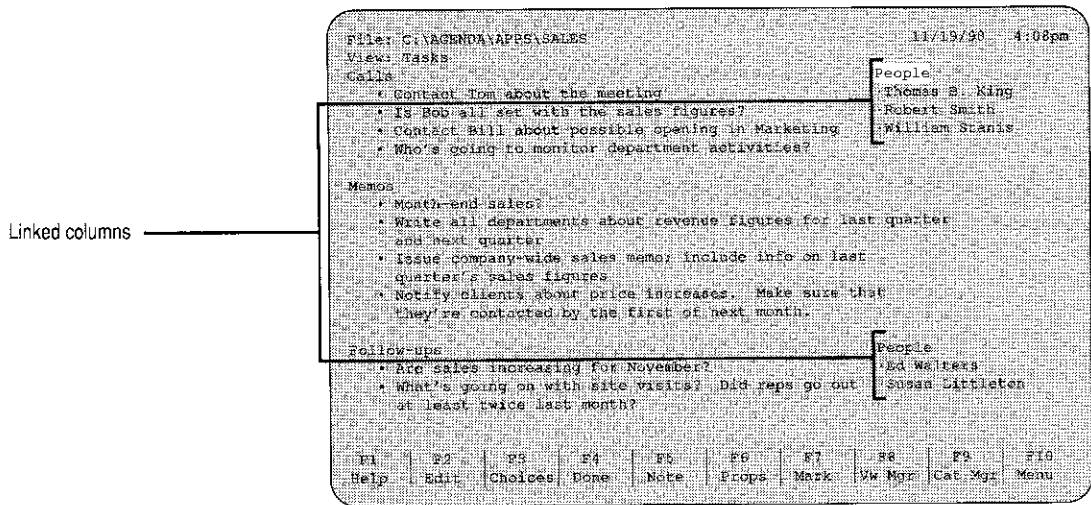 File: C:\AGENDA\APPS\SALES 11/19/90 4:08pm
View: Tasks
Calls People
• Contact Tom about the meeting ·Thomas B. King
• Is Bob all set with the sales figures? ·Robert Smith
• Contact Bill about possible opening in Marketing ·William Stanis
• Who's going to monitor department activities?
Memos
• Month-end sales?
• Write all departments about revenue figures for last quarter
and next quarter
Linked columns
• Issue company-wide sales memo; include info on last
quarter's sales figures
• Notify clients about price increases. Make sure that
they're contacted by the first of next month.
Follow-ups People
• Are sales increasing for November? ·Ed Walters
• What's going on with site visits? Did reps go out ·Susan Littleton
at least twice last month?
F1 F2 F3 F4 F5 F6 F7 F8 F9 F10
Help Edit Choices Done Note Props Mark Vw Mgr Cat Mgr Menu